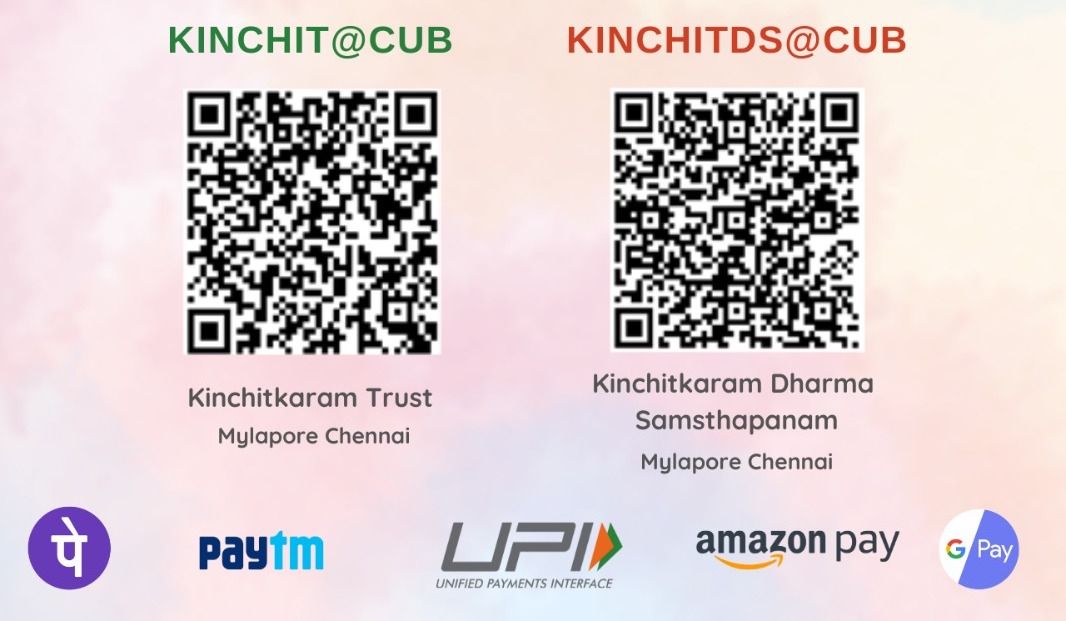 KINCHIT@CUB
KINCHITDS@CUB
Kinchitkaram Trust
Mylapore Chennai
Kinchitkaram Dharma
Samsthapanam
Mylapore Chennai
पे
paytm
UPI
UNIFIED PAYMENTS INTERFACE
amazon pay
G Pay